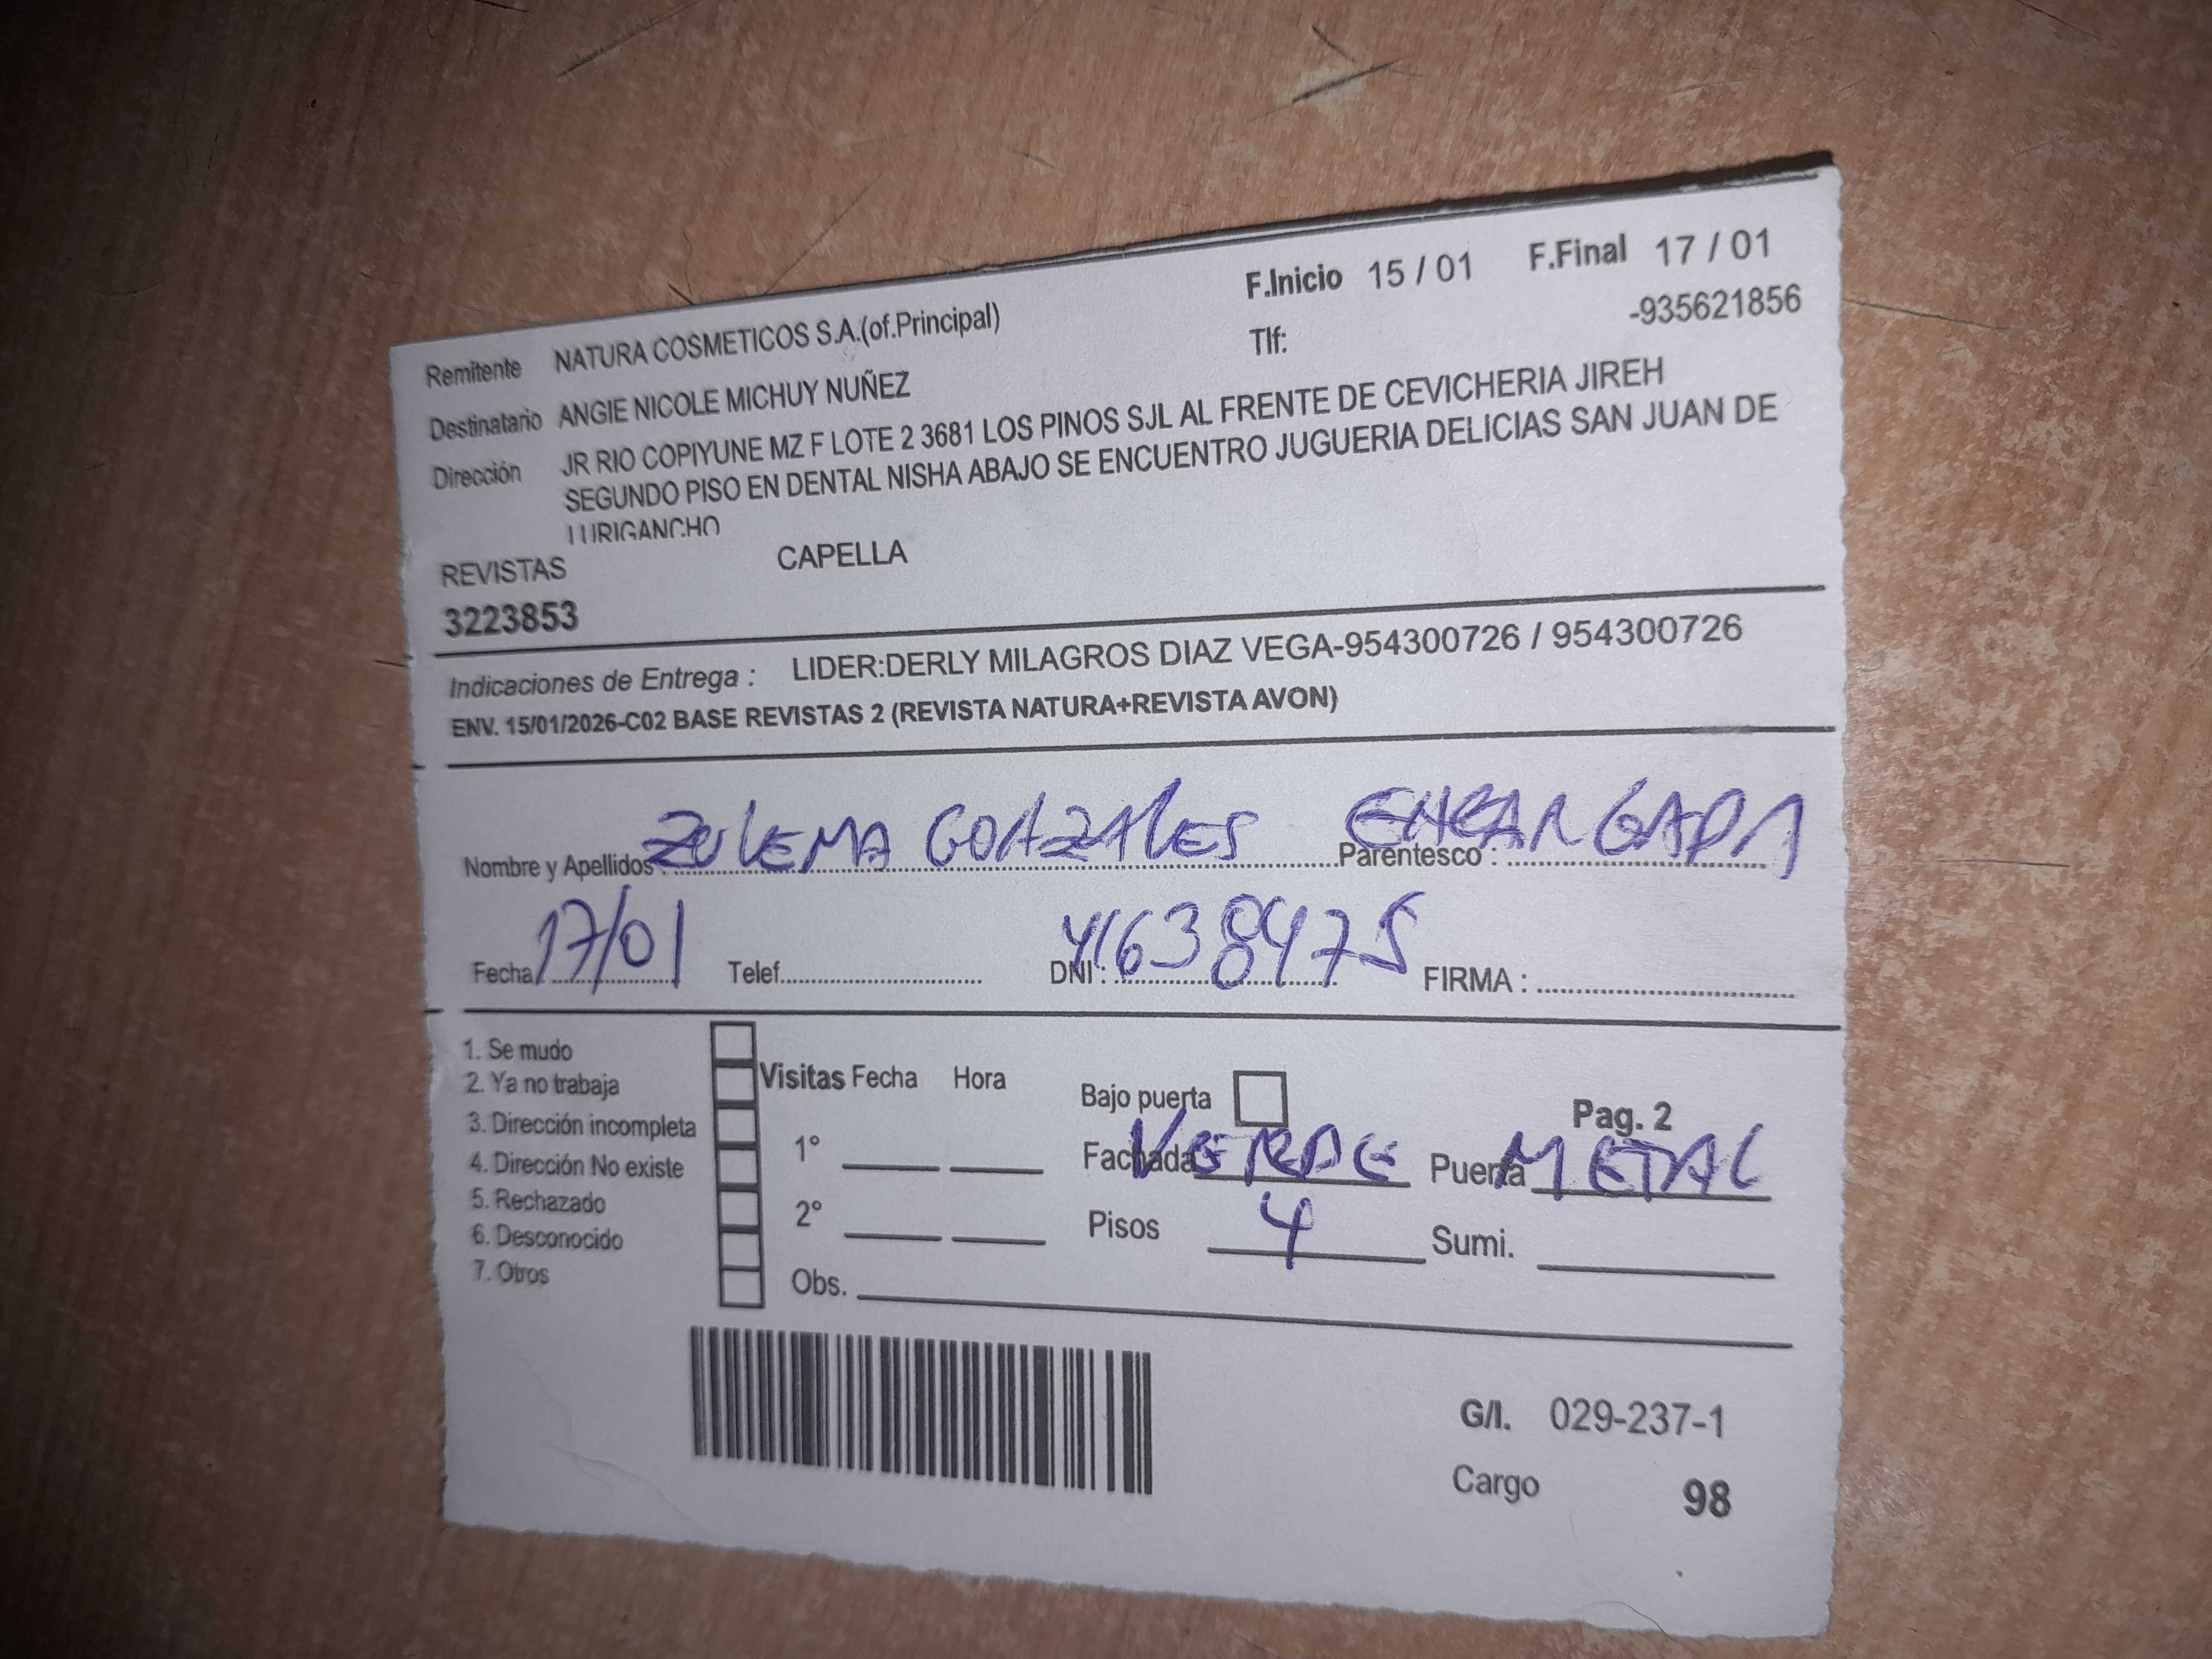 F.Inicio 15 / 01 F.Final 17 / 01
Remitente NATURA COSMETICOS S.A.(of.Principal) Tlf: -935621856
Destinatario ANGIE NICOLE MICHUY NUÑEZ
Dirección JR RIO COPIYUNE MZ F LOTE 2 3681 LOS PINOS SJL AL FRENTE DE CEVICHERIA JIREH
SEGUNDO PISO EN DENTAL NISHA ABAJO SE ENCUENTRO JUGUERIA DELICIAS SAN JUAN DE
LURIGANCHO
REVISTAS CAPELLA
3223853
Indicaciones de Entrega : LIDER:DERLY MILAGROS DIAZ VEGA-954300726 / 954300726
ENV. 15/01/2026-C02 BASE REVISTAS 2 (REVISTA NATURA+REVISTA AVON)
Nombre y Apellidos : ZULEMA GONZALES Parentesco : ENCARGADA
Fecha 17/01 Telef. DNI : 41638475 FIRMA :
1. Se mudo
2. Ya no trabaja Visitas Fecha Hora Bajo puerta Pag. 2
3. Dirección incompleta
4. Dirección No existe 1° Fachada VERDE Puerta METAL
5. Rechazado
6. Desconocido 2° Pisos 4 Sumi.
7. Otros Obs.
G/I. 029-237-1
Cargo 98